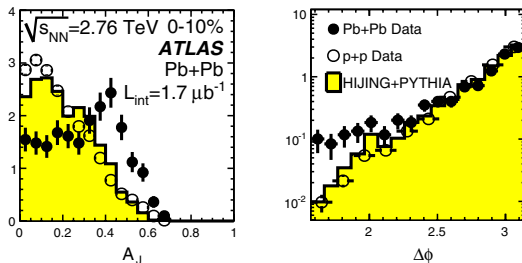 √sNN=2.76 TeV 0-10%
ATLAS
Pb+Pb
Lint=1.7 μb-1
4
3
2
1
0
0 0.2 0.4 0.6 0.8 1
AJ
Pb+Pb Data
p+p Data
HIJING+PYTHIA
10
1
10-1
10-2
2 2.5 3
Δφ